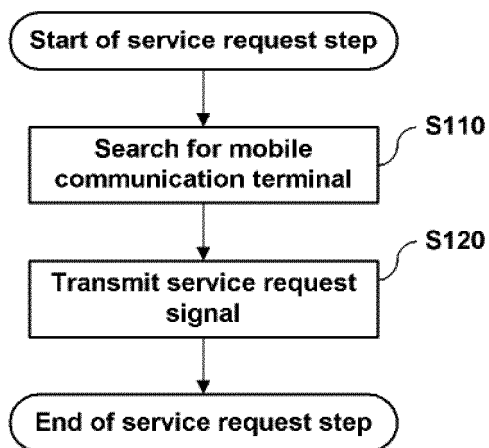 Start of service request step
S110
Search for mobile
communication terminal
S120
Transmit service request
signal
End of service request step